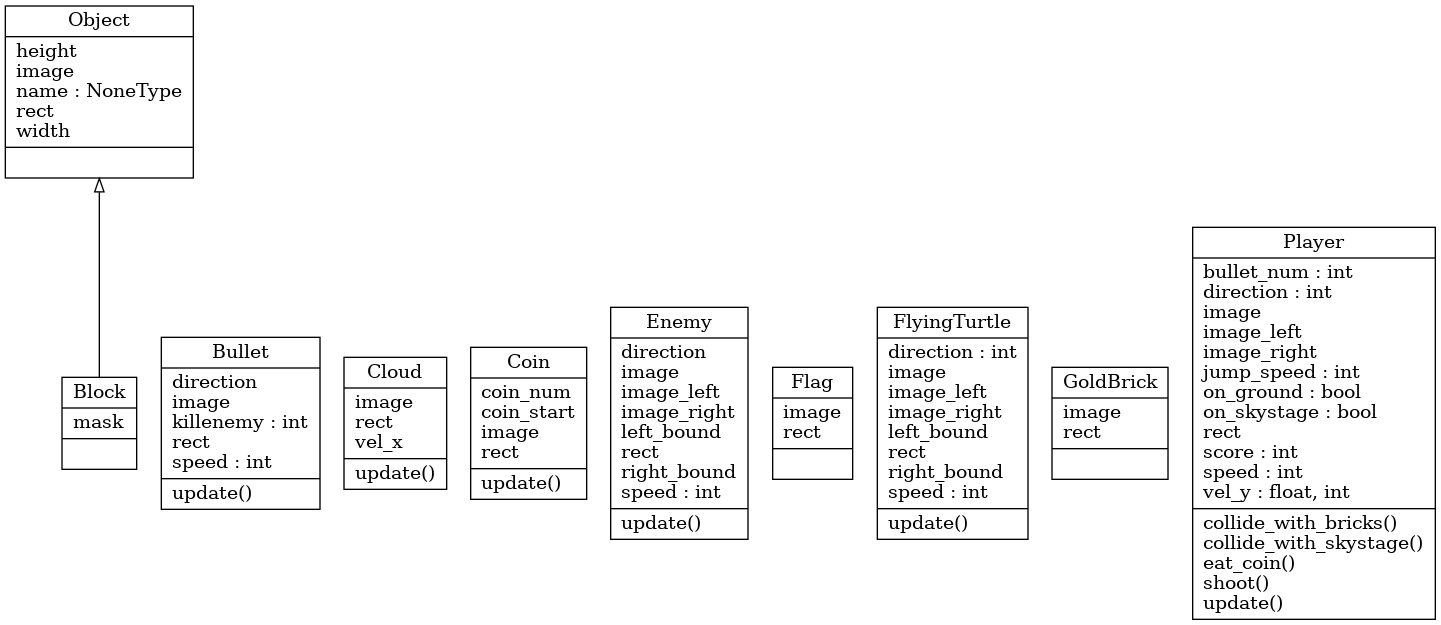 Object
height
image
name : NoneType
rect
width
Block
mask
Bullet
direction
image
killenemy : int
rect
speed : int
update()
Cloud
image
rect
vel_x
update()
Coin
coin_num
coin_start
image
rect
update()
Enemy
direction
image
image_left
image_right
left_bound
rect
right_bound
speed : int
update()
Flag
image
rect
FlyingTurtle
direction : int
image
image_left
image_right
left_bound
rect
right_bound
speed : int
update()
GoldBrick
image
rect
Player
bullet_num : int
direction : int
image
image_left
image_right
jump_speed : int
on_ground : bool
on_skystage : bool
rect
score : int
speed : int
vel_y : float, int
collide_with_bricks()
collide_with_skystage()
eat_coin()
shoot()
update()